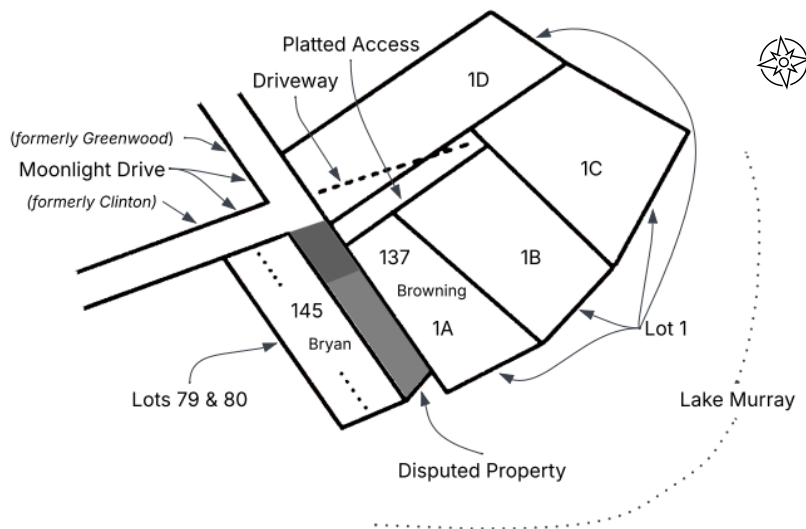 Platted Access
Driveway
1D
(formerly Greenwood)
Moonlight Drive
(formerly Clinton)
1C
137
1B
Browning
145
1A
Bryan
Lot 1
Lots 79 & 80
Lake Murray
Disputed Property